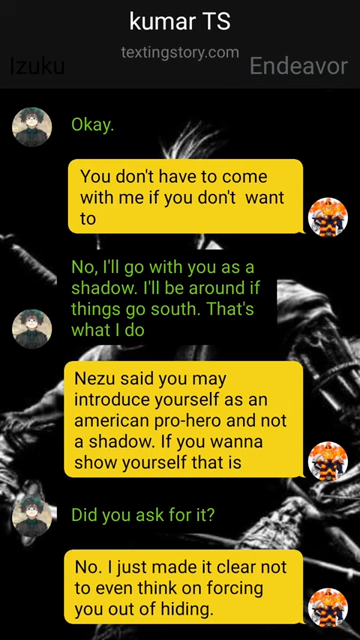 kumar TS
textingstory.com
Izuku
Endeavor
Okay.
You don't have to come
with me if you don't want
to
No, I'll go with you as a
shadow. I'll be around if
things go south. That's
what I do
Nezu said you may
introduce yourself as an
american pro-hero and not
a shadow. If you wanna
show yourself that is
Did you ask for it?
No. I just made it clear not
to even think on forcing
you out of hiding.